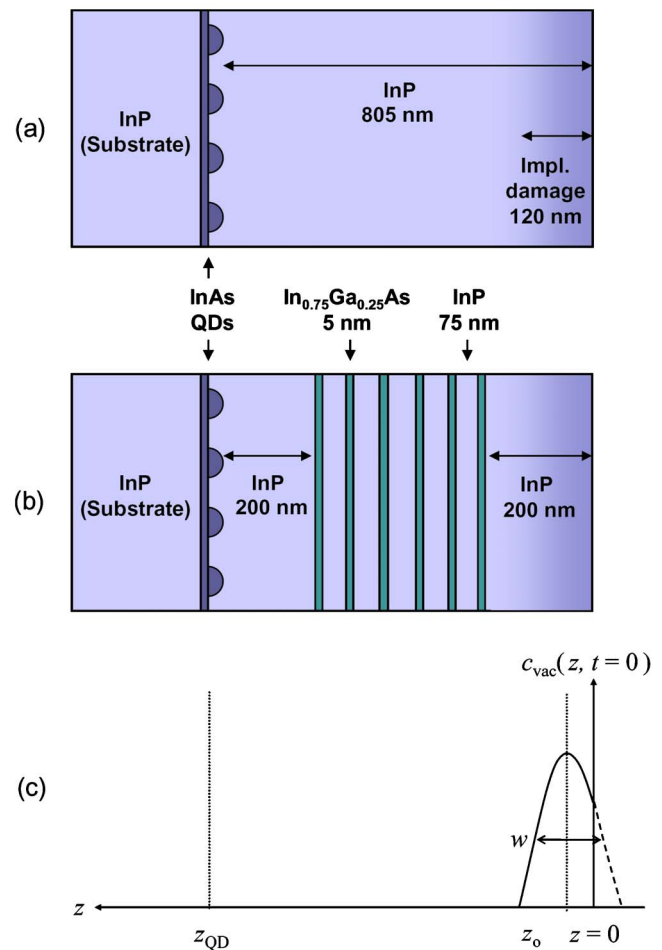 (a)
InP
(Substrate)
InP
805 nm
Impl.
damage
120 nm
InAs
QDs
In0.75Ga0.25As
5 nm
InP
75 nm
(b)
InP
(Substrate)
InP
200 nm
InP
200 nm
(c)
cvac(z, t = 0)
w
z
zQD
zo
z = 0